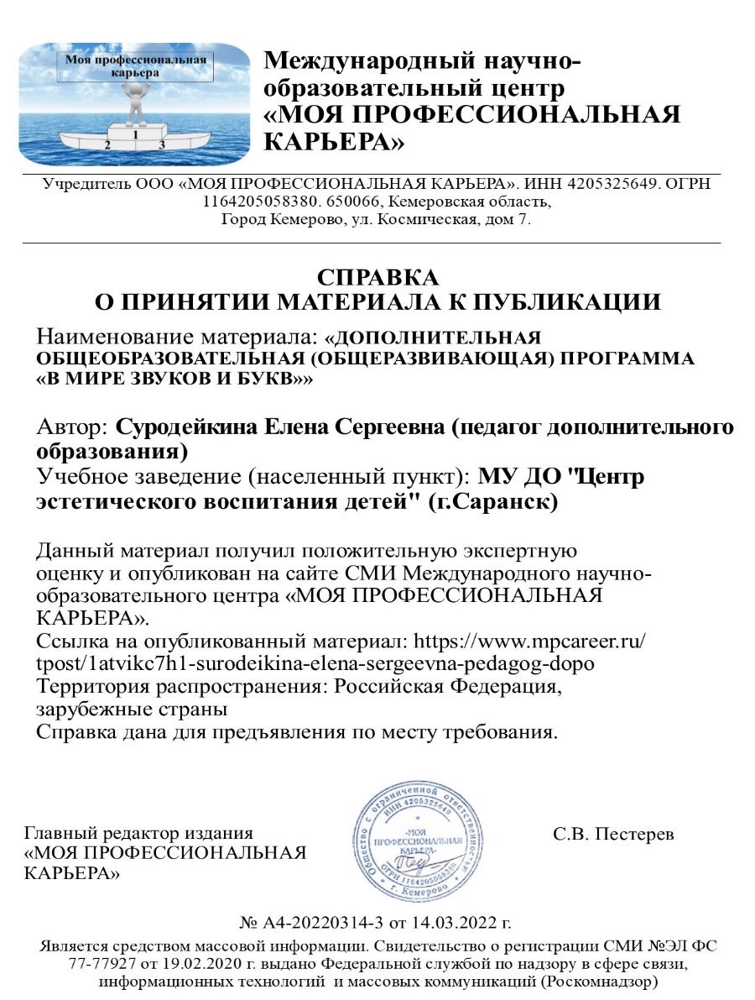 Моя профессиональная
карьера
1
2
3
Международный научно-
образовательный центр
«МОЯ ПРОФЕССИОНАЛЬНАЯ
КАРЬЕРА»
Учредитель ООО «МОЯ ПРОФЕССИОНАЛЬНАЯ КАРЬЕРА». ИНН 4205325649. ОГРН
1164205058380. 650066, Кемеровская область,
Город Кемерово, ул. Космическая, дом 7.
СПРАВКА
О ПРИНЯТИИ МАТЕРИАЛА К ПУБЛИКАЦИИ
Наименование материала: «ДОПОЛНИТЕЛЬНАЯ
ОБЩЕОБРАЗОВАТЕЛЬНАЯ (ОБЩЕРАЗВИВАЮЩАЯ) ПРОГРАММА
«В МИРЕ ЗВУКОВ И БУКВ»»
Автор: Суродейкина Елена Сергеевна (педагог дополнительного
образования)
Учебное заведение (населенный пункт): МУ ДО "Центр
эстетического воспитания детей" (г.Саранск)
Данный материал получил положительную экспертную
оценку и опубликован на сайте СМИ Международного научно-
образовательного центра «МОЯ ПРОФЕССИОНАЛЬНАЯ
КАРЬЕРА».
Ссылка на опубликованный материал: https://www.mpcareer.ru/
tpost/1atvikc7h1-surodeikina-elena-sergeevna-pedagog-dopo
Территория распространения: Российская Федерация,
зарубежные страны
Справка дана для предъявления по месту требования.
Главный редактор издания
«МОЯ ПРОФЕССИОНАЛЬНАЯ
КАРЬЕРА»
Общество с ограниченной ответственностью
ИНН 4205325649
«МОЯ
ПРОФЕССИОНАЛЬНАЯ
КАРЬЕРА»
ОГРН 1164205058380
* г. Кемерово *
С.В. Пестерев
№ А4-20220314-3 от 14.03.2022 г.
Является средством массовой информации. Свидетельство о регистрации СМИ №ЭЛ ФС
77-77927 от 19.02.2020 г. выдано Федеральной службой по надзору в сфере связи,
информационных технологий и массовых коммуникаций (Роскомнадзор)